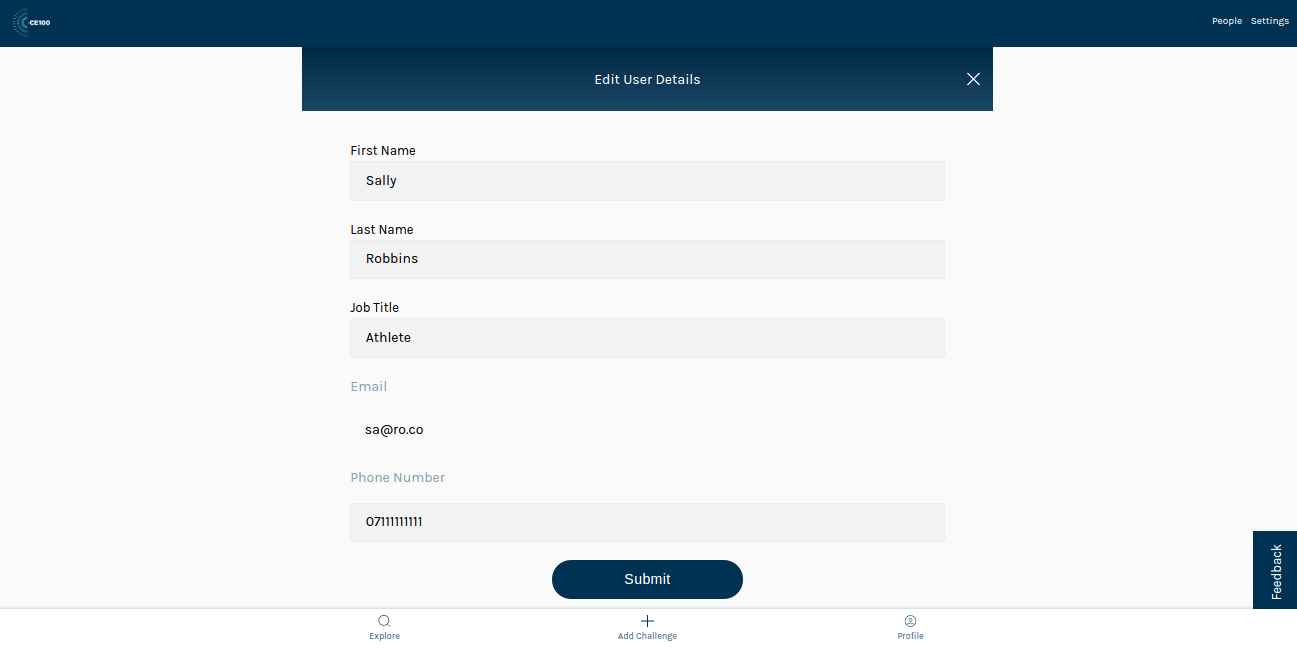 CE100
People Settings
Edit User Details
First Name
Sally
Last Name
Robbins
Job Title
Athlete
Email
sa@ro.co
Phone Number
07111111111
Submit
Feedback
Explore
Add Challenge
Profile